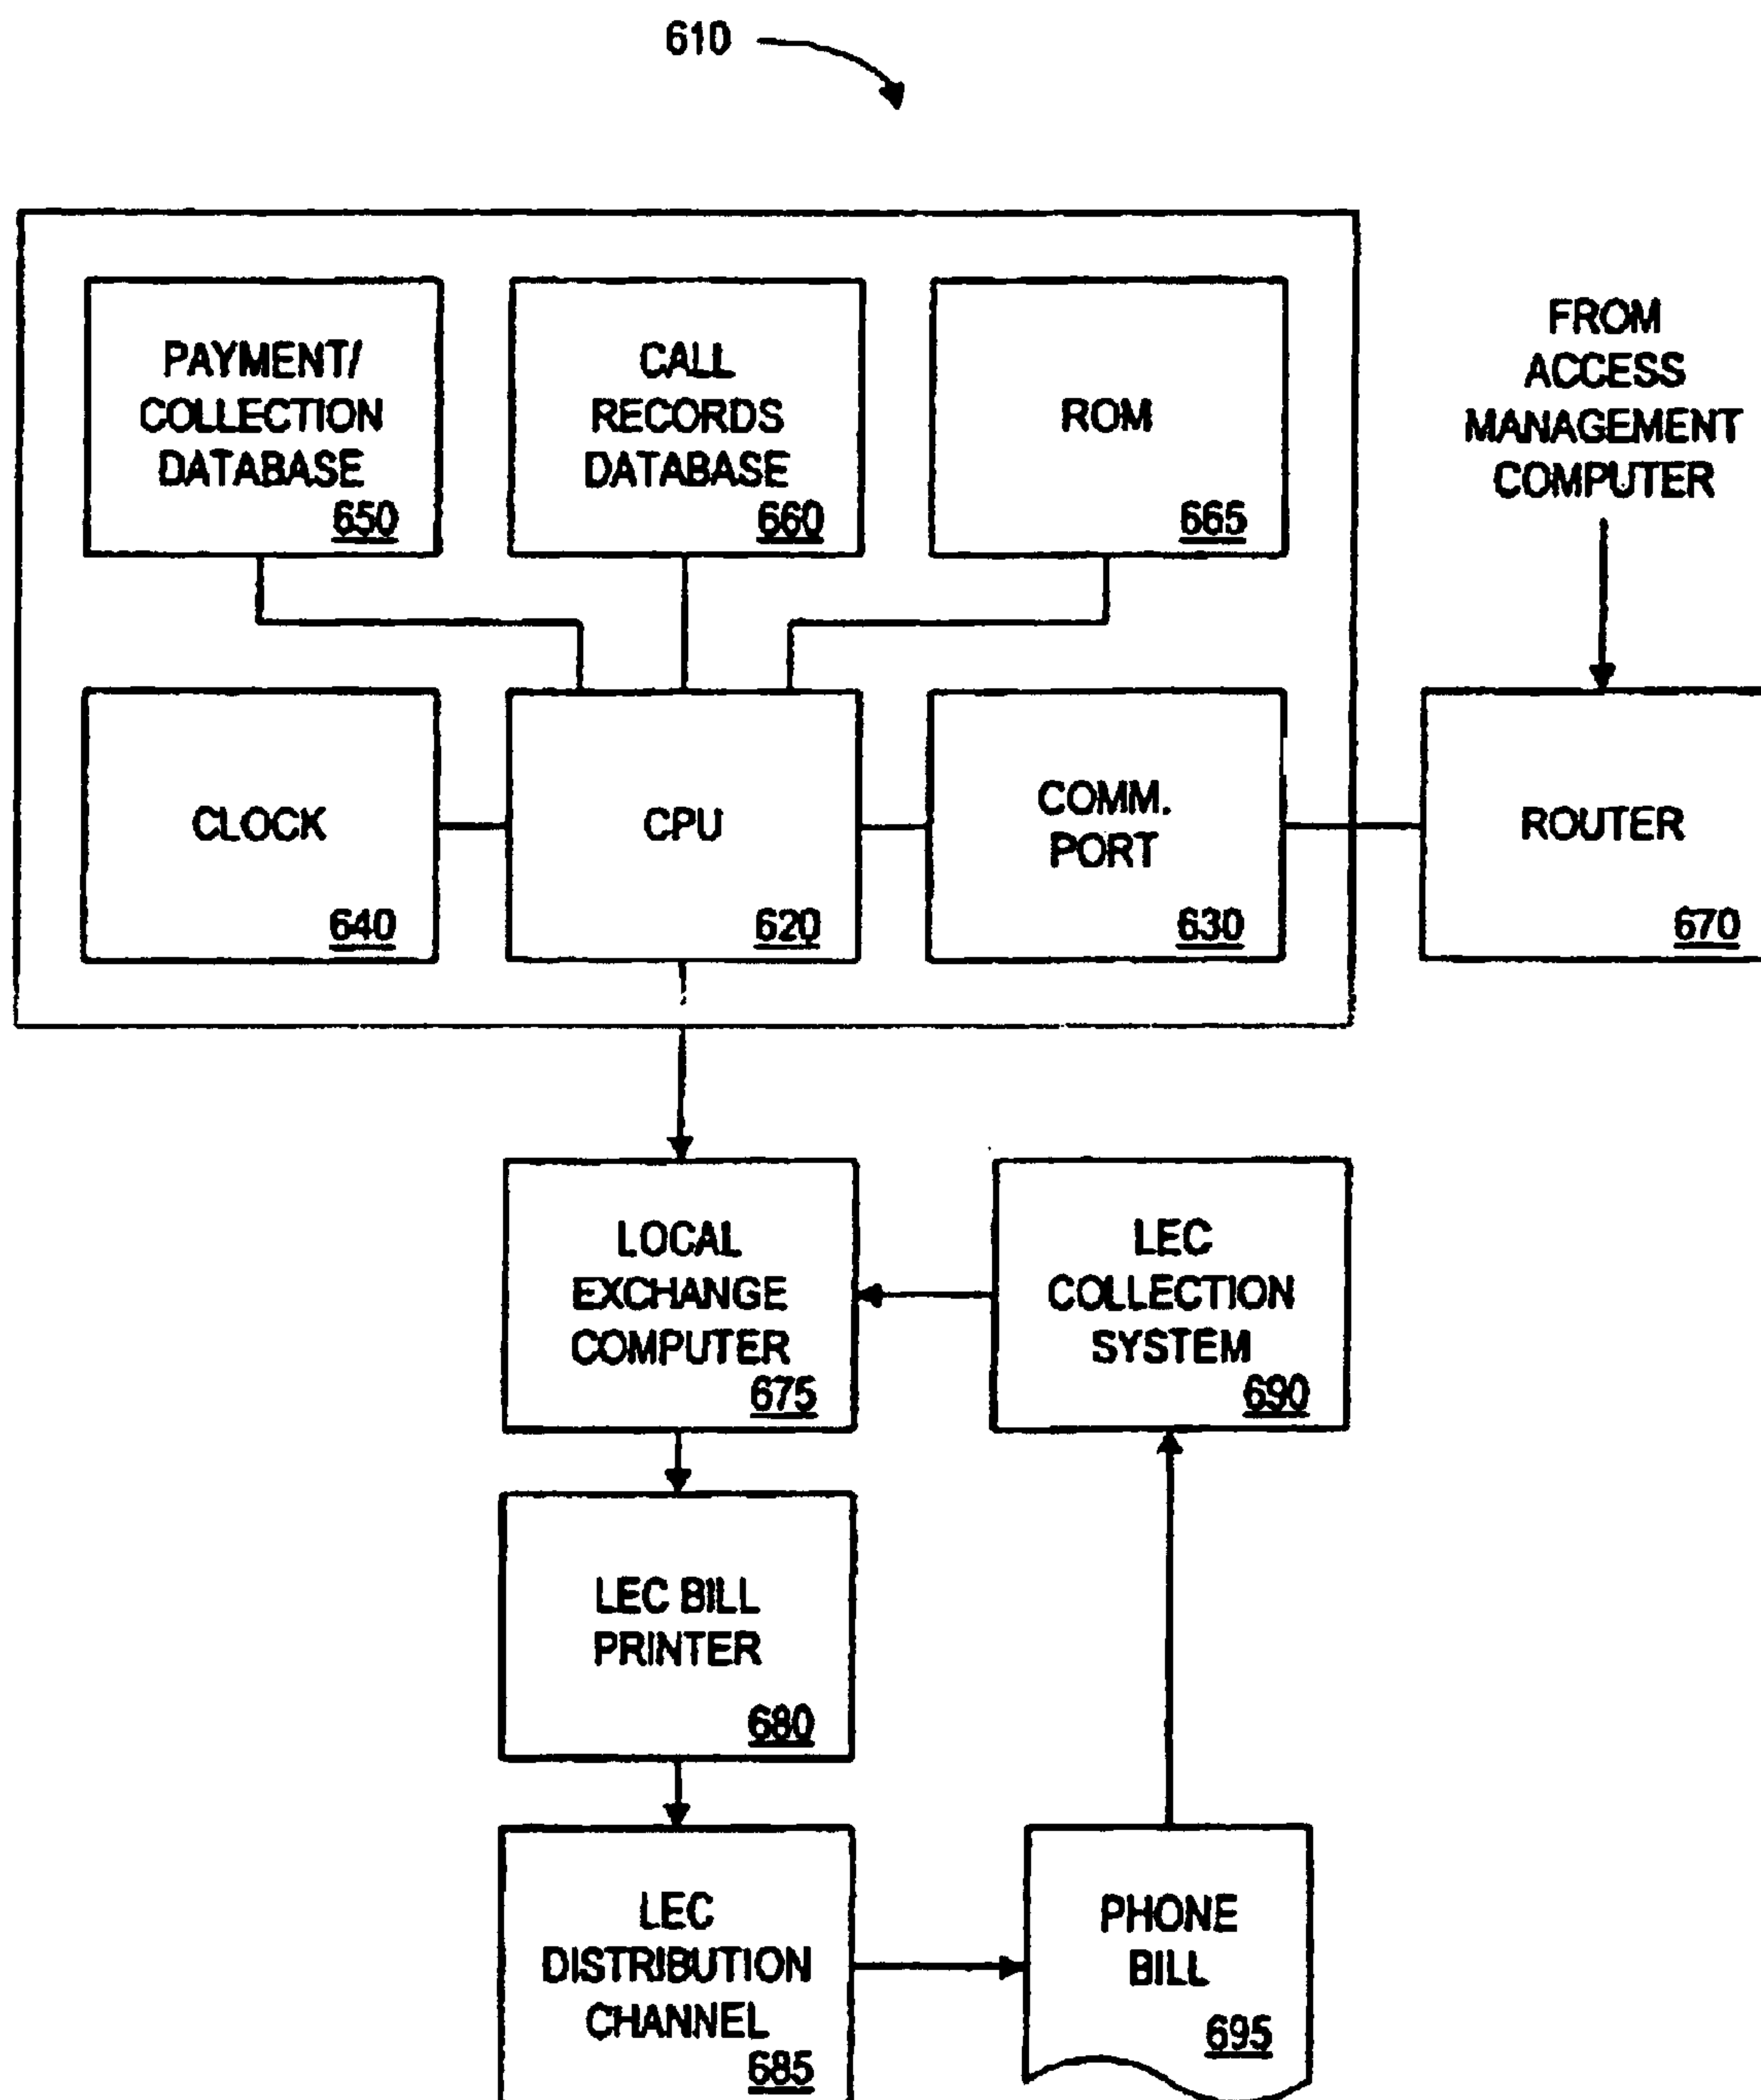 610
PAYMENT/
COLLECTION
DATABASE
650
CALL
RECORDS
DATABASE
660
ROM
665
FROM
ACCESS
MANAGEMENT
COMPUTER
CLOCK
640
CPU
620
COMM.
PORT
630
ROUTER
670
LOCAL
EXCHANGE
COMPUTER
675
LEC
COLLECTION
SYSTEM
690
LEC BILL
PRINTER
680
LEC
DISTRIBUTION
CHANNEL
685
PHONE
BILL
695